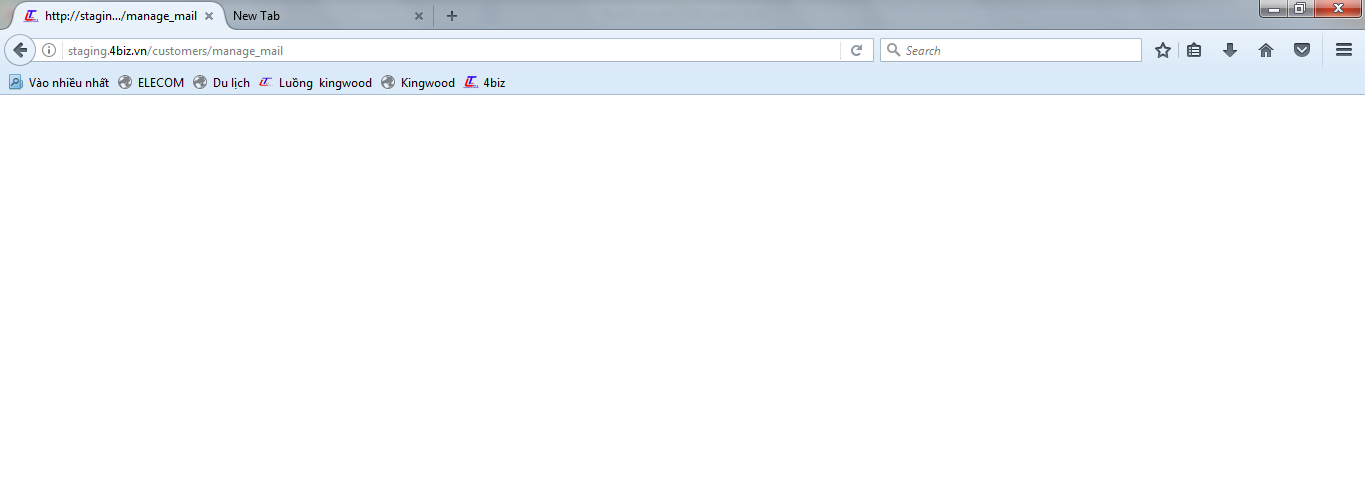 http://stagin.../manage_mail
New Tab
staging.4biz.vn/customers/manage_mail
Search
Vào nhiều nhất
ELECOM
Du lịch
Luồng kingwood
Kingwood
4biz